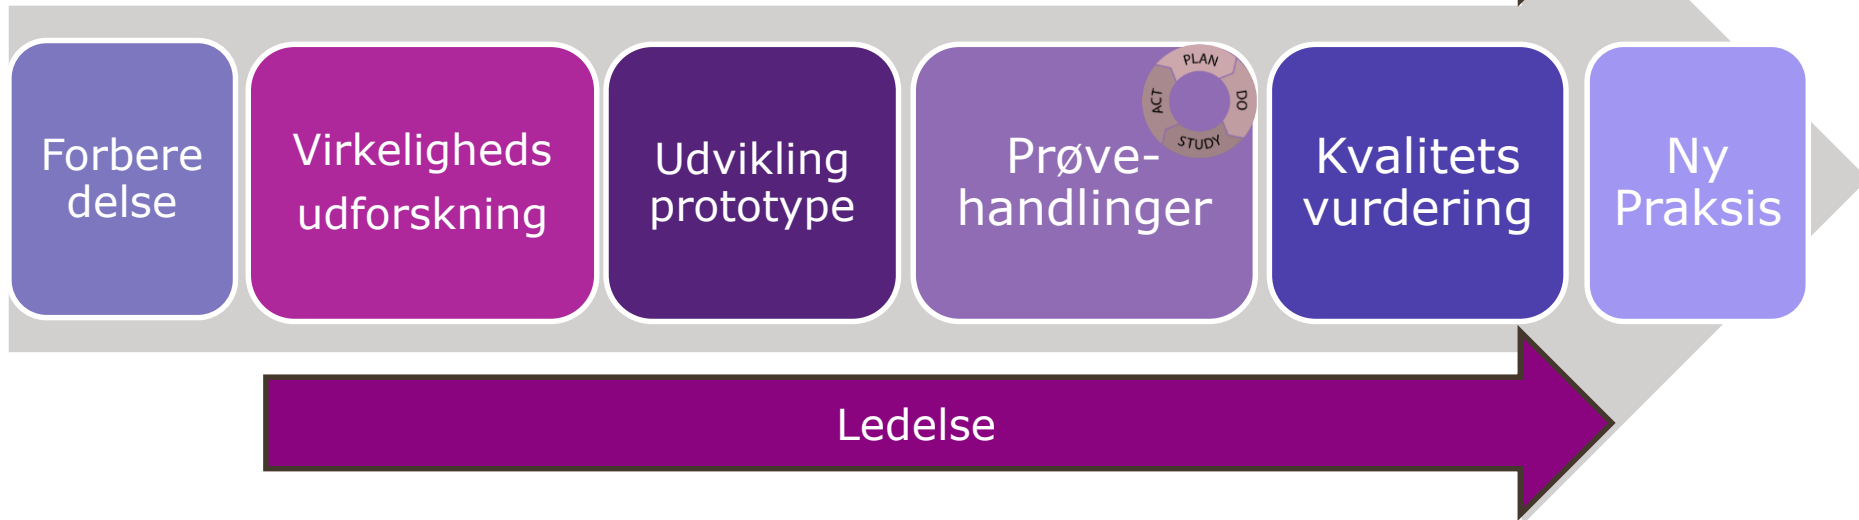 Forbere
delse
Virkeligheds
udforskning
Udvikling
prototype
Prøve-
handlinger
PLAN
DO
STUDY
ACT
Kvalitets
vurdering
Ny
Praksis
Ledelse